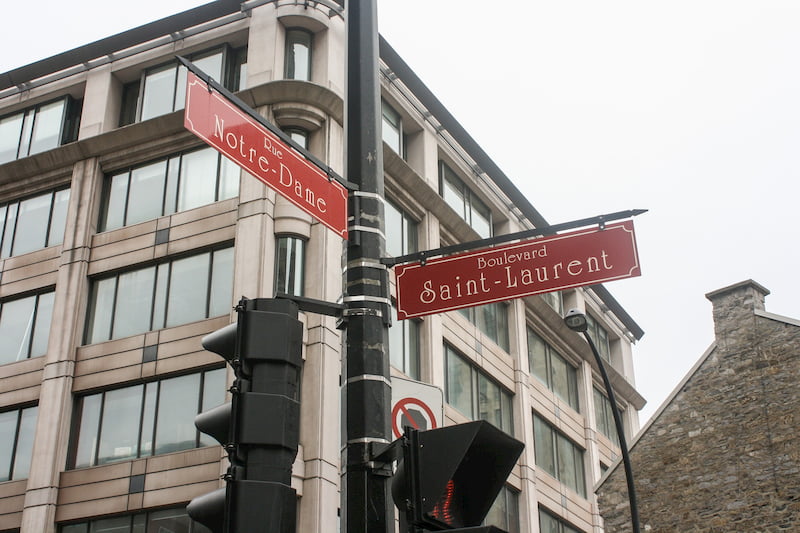 Rue
Notre-Dame
Boulevard
Saint-Laurent